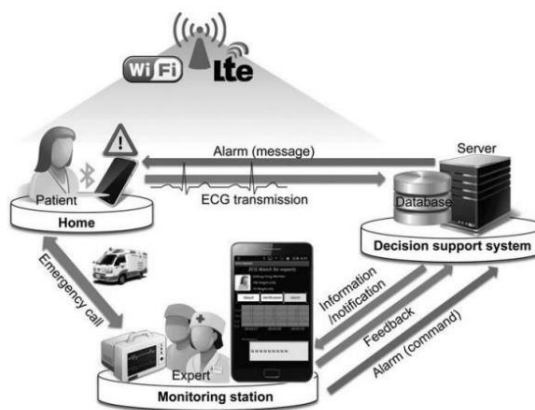 WiFi
Lte
Server
Alarm (message)
Database
Patient
ECG transmission
Home
Decision support system
Emergency call
Information
/notification
Feedback
Alarm (command)
Expert
Monitoring station